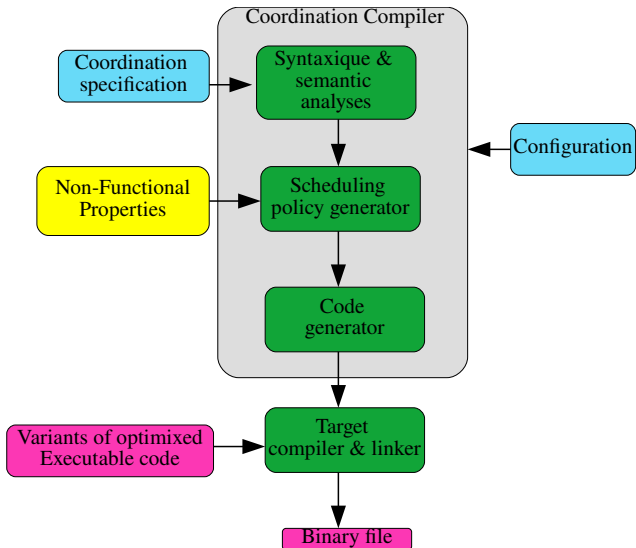 Coordination Compiler
Coordination
specification
Syntaxique &
semantic
analyses
Configuration
Non-Functional
Properties
Scheduling
policy generator
Code
generator
Variants of optimixed
Executable code
Target
compiler & linker
Binary file